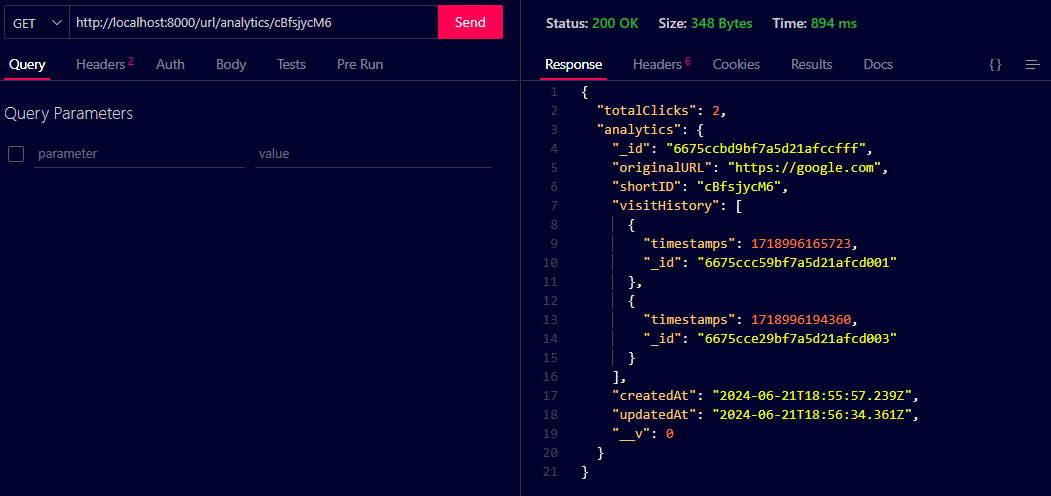 GET http://localhost:8000/url/analytics/cBfsjycM6 Send
Query Headers 2 Auth Body Tests Pre Run
Query Parameters
parameter value
Status: 200 OK Size: 348 Bytes Time: 894 ms
Response Headers 6 Cookies Results Docs {}
1 {
2 "totalClicks": 2,
3 "analytics": {
4 "_id": "6675ccbd9bf7a5d21afccfff",
5 "originalURL": "https://google.com",
6 "shortID": "cBfsjycM6",
7 "visitHistory": [
8 {
9 "timestamps": 1718996165723,
10 "_id": "6675ccc59bf7a5d21afcd001"
11 },
12 {
13 "timestamps": 1718996194360,
14 "_id": "6675cce29bf7a5d21afcd003"
15 }
16 ],
17 "createdAt": "2024-06-21T18:55:57.239Z",
18 "updatedAt": "2024-06-21T18:56:34.361Z",
19 "__v": 0
20 }
21 }